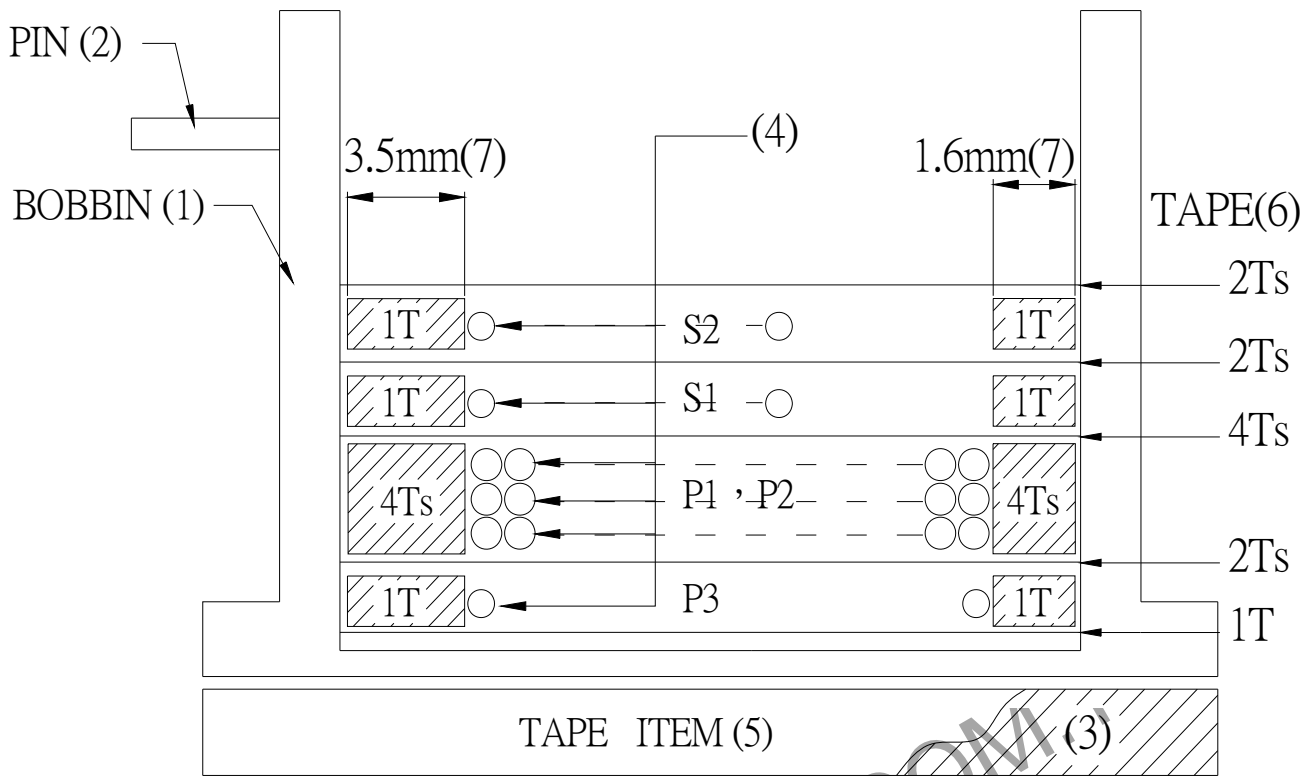 PIN (2)
(4)
3.5mm(7)
1.6mm(7)
BOBBIN (1)
TAPE(6)
2Ts
1T
S2
1T
2Ts
1T
S1
1T
4Ts
4Ts
P1，P2
4Ts
2Ts
1T
P3
1T
1T
TAPE ITEM (5)
(3)
COM